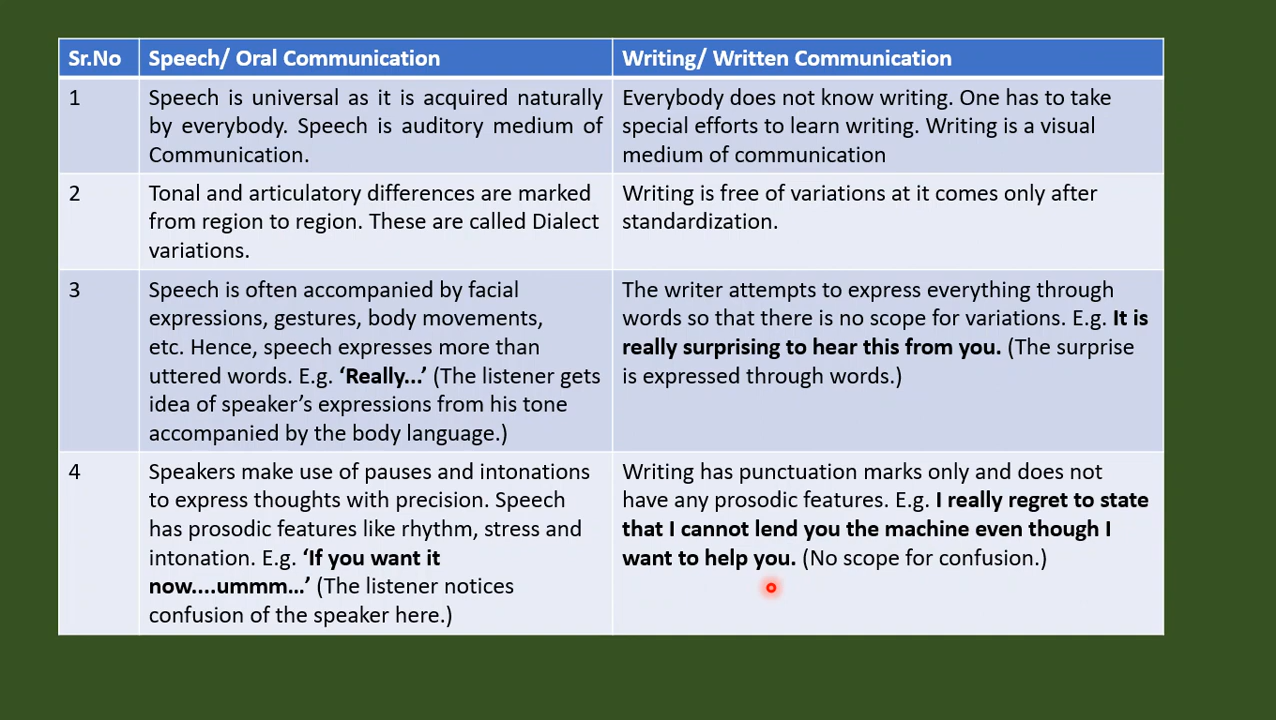 Sr.No
Speech/ Oral Communication
Writing/ Written Communication
1
Speech is universal as it is acquired naturally
by everybody. Speech is auditory medium of
Communication.
Everybody does not know writing. One has to take
special efforts to learn writing. Writing is a visual
medium of communication
2
Tonal and articulatory differences are marked
from region to region. These are called Dialect
variations.
Writing is free of variations at it comes only after
standardization.
3
Speech is often accompanied by facial
expressions, gestures, body movements,
etc. Hence, speech expresses more than
uttered words. E.g. ‘Really...’ (The listener gets
idea of speaker’s expressions from his tone
accompanied by the body language.)
The writer attempts to express everything through
words so that there is no scope for variations. E.g. It is
really surprising to hear this from you. (The surprise
is expressed through words.)
4
Speakers make use of pauses and intonations
to express thoughts with precision. Speech
has prosodic features like rhythm, stress and
intonation. E.g. ‘If you want it
now....ummm...’ (The listener notices
confusion of the speaker here.)
Writing has punctuation marks only and does not
have any prosodic features. E.g. I really regret to state
that I cannot lend you the machine even though I
want to help you. (No scope for confusion.)